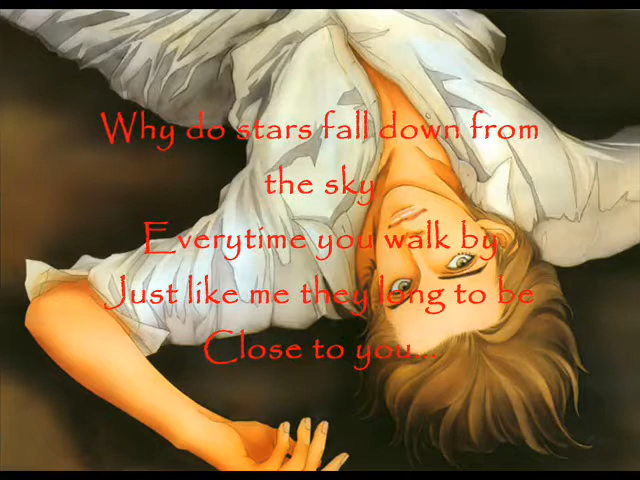 Why do stars fall down from
the sky
Everytime you walk by
Just like me they long to be
Close to you...